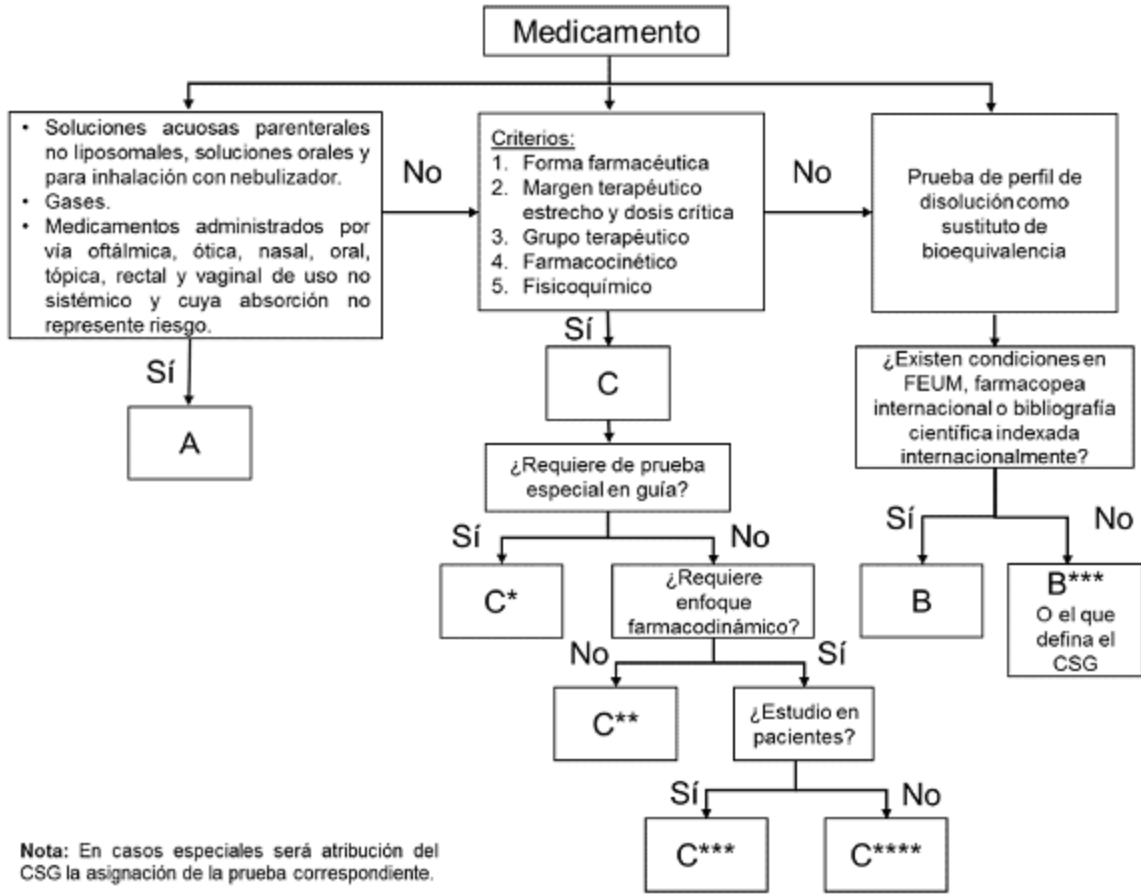 Medicamento
• Soluciones acuosas parenterales
no liposomales, soluciones orales y
para inhalación con nebulizador.
• Gases.
• Medicamentos administrados por
vía oftálmica, ótica, nasal, oral,
tópica, rectal y vaginal de uso no
sistémico y cuya absorción no
represente riesgo.
No
Criterios:
1. Forma farmacéutica
2. Margen terapéutico
estrecho y dosis crítica
3. Grupo terapéutico
4. Farmacocinético
5. Fisicoquímico
No
Prueba de perfil de
disolución como
sustituto de
bioequivalencia
Sí
A
Sí
C
¿Requiere de prueba
especial en guía?
Sí
No
C*
¿Requiere
enfoque
farmacodinámico?
No
Sí
C**
¿Estudio en
pacientes?
Sí
No
C***
C****
¿Existen condiciones en
FEUM, farmacopea
internacional o bibliografía
científica indexada
internacionalmente?
Sí
No
B
B***
O el que
defina el
CSG
Nota: En casos especiales será atribución del
CSG la asignación de la prueba correspondiente.